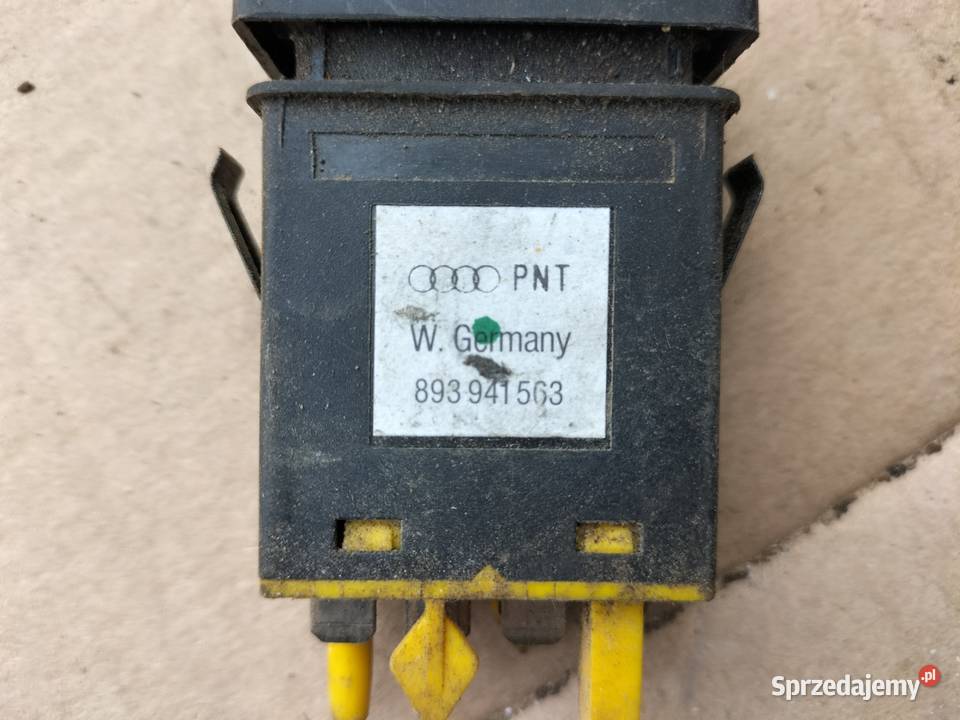 PNT
W. Germany
893 941 563
Sprzedajemy.pl